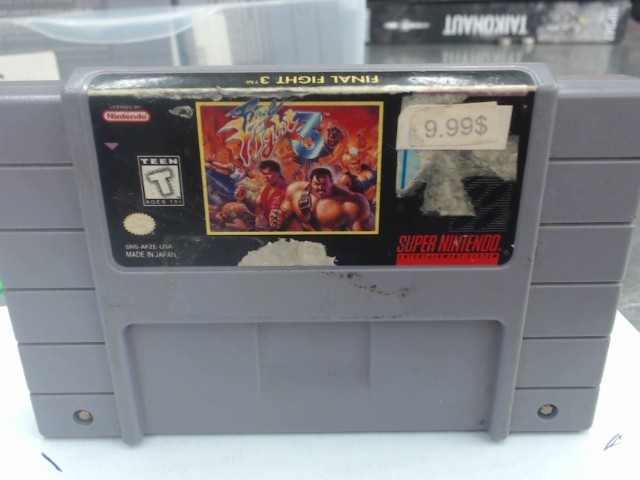 TAIKONAUT
FINAL FIGHT 3™
LICENSED BY
Nintendo
Final
Fight 3
9.99$
TEEN
T
AGES 13+
SNS-AFZE-USA
MADE IN JAPAN
SUPER NINTENDO
ENTERTAINMENT SYSTEM